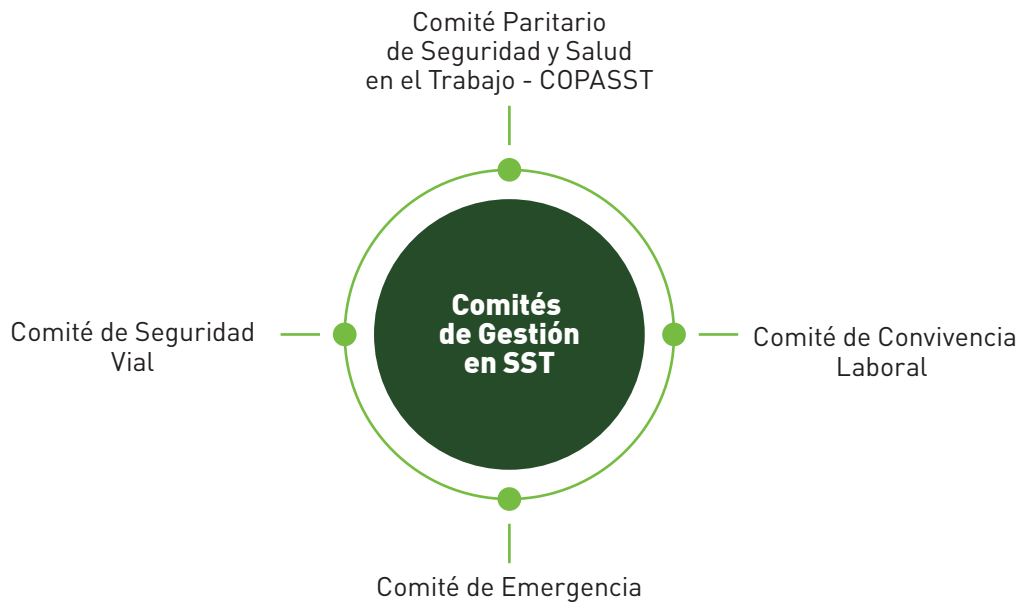 Comité Paritario
de Seguridad y Salud
en el Trabajo - COPASST
Comités
de Gestión
en SST
Comité de Seguridad
Vial
Comité de Convivencia
Laboral
Comité de Emergencia